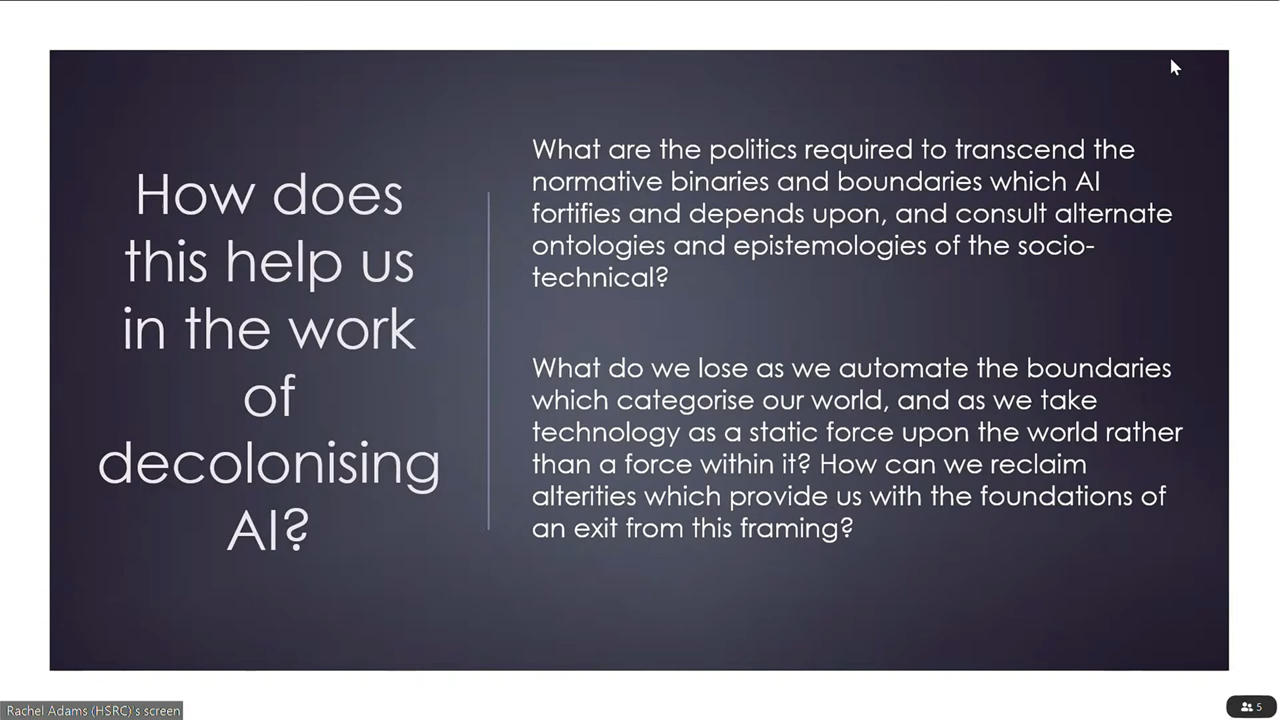 How does
this help us
in the work
of
decolonising
AI?
What are the politics required to transcend the
normative binaries and boundaries which AI
fortifies and depends upon, and consult alternate
ontologies and epistemologies of the socio-
technical?
What do we lose as we automate the boundaries
which categorise our world, and as we take
technology as a static force upon the world rather
than a force within it? How can we reclaim
alterities which provide us with the foundations of
an exit from this framing?
Rachel Adams (HSRC)'s screen
5